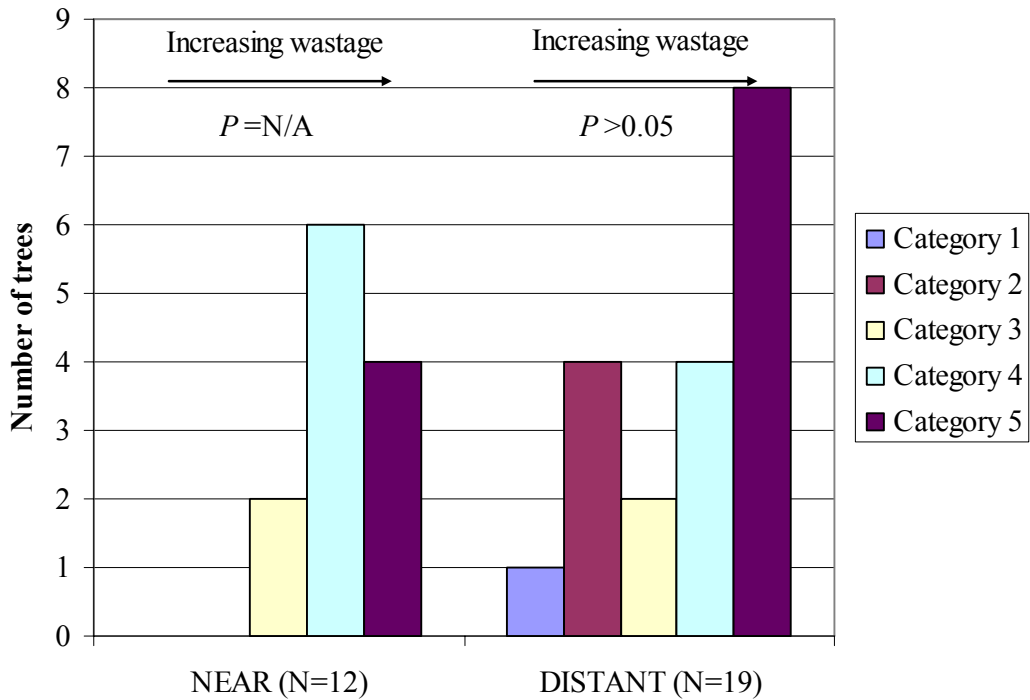 9
8
7
6
5
4
3
2
1
0
Number of trees
Increasing wastage
P =N/A
Increasing wastage
P >0.05
NEAR (N=12)
DISTANT (N=19)
Category 1
Category 2
Category 3
Category 4
Category 5